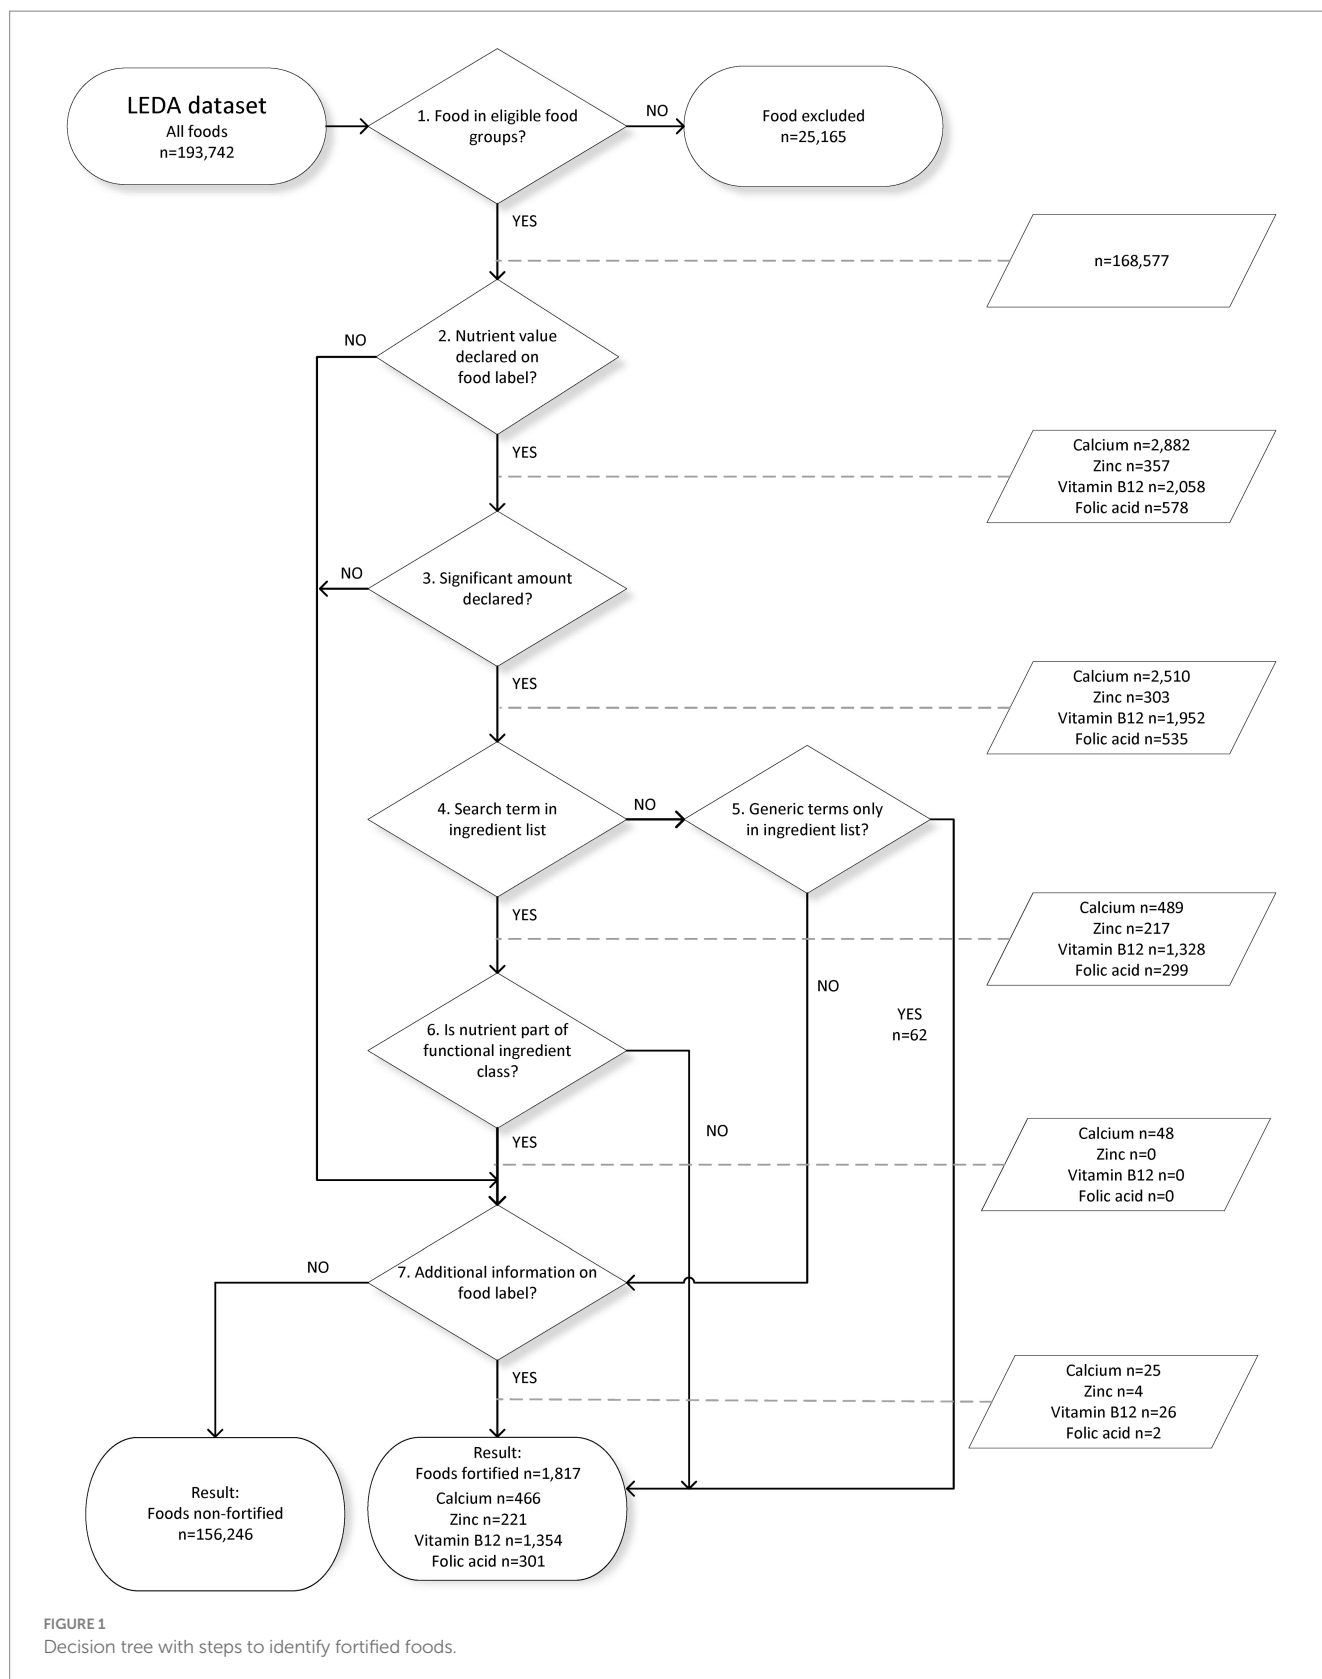 LEDA dataset
All foods
n=193,742
1. Food in eligible food
groups?
NO
Food excluded
n=25,165
YES
n=168,577
2. Nutrient value
declared on
food label?
NO
YES
Calcium n=2,882
Zinc n=357
Vitamin B12 n=2,058
Folic acid n=578
3. Significant amount
declared?
NO
YES
Calcium n=2,510
Zinc n=303
Vitamin B12 n=1,952
Folic acid n=535
4. Search term in
ingredient list
NO
5. Generic terms only
in ingredient list?
YES
Calcium n=489
Zinc n=217
Vitamin B12 n=1,328
Folic acid n=299
NO
YES
n=62
6. Is nutrient part of
functional ingredient
class?
NO
YES
Calcium n=48
Zinc n=0
Vitamin B12 n=0
Folic acid n=0
7. Additional information on
food label?
NO
YES
Calcium n=25
Zinc n=4
Vitamin B12 n=26
Folic acid n=2
Result:
Foods non-fortified
n=156,246
Result:
Foods fortified n=1,817
Calcium n=466
Zinc n=221
Vitamin B12 n=1,354
Folic acid n=301
FIGURE 1
Decision tree with steps to identify fortified foods.